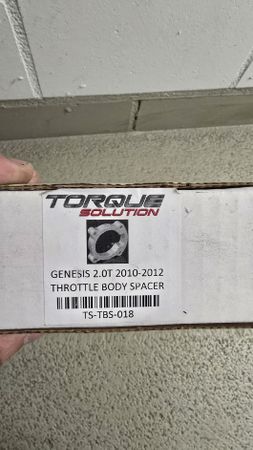 TORQUE
SOLUTION
GENESIS 2.0T 2010-2012
THROTTLE BODY SPACER
TS-TBS-018